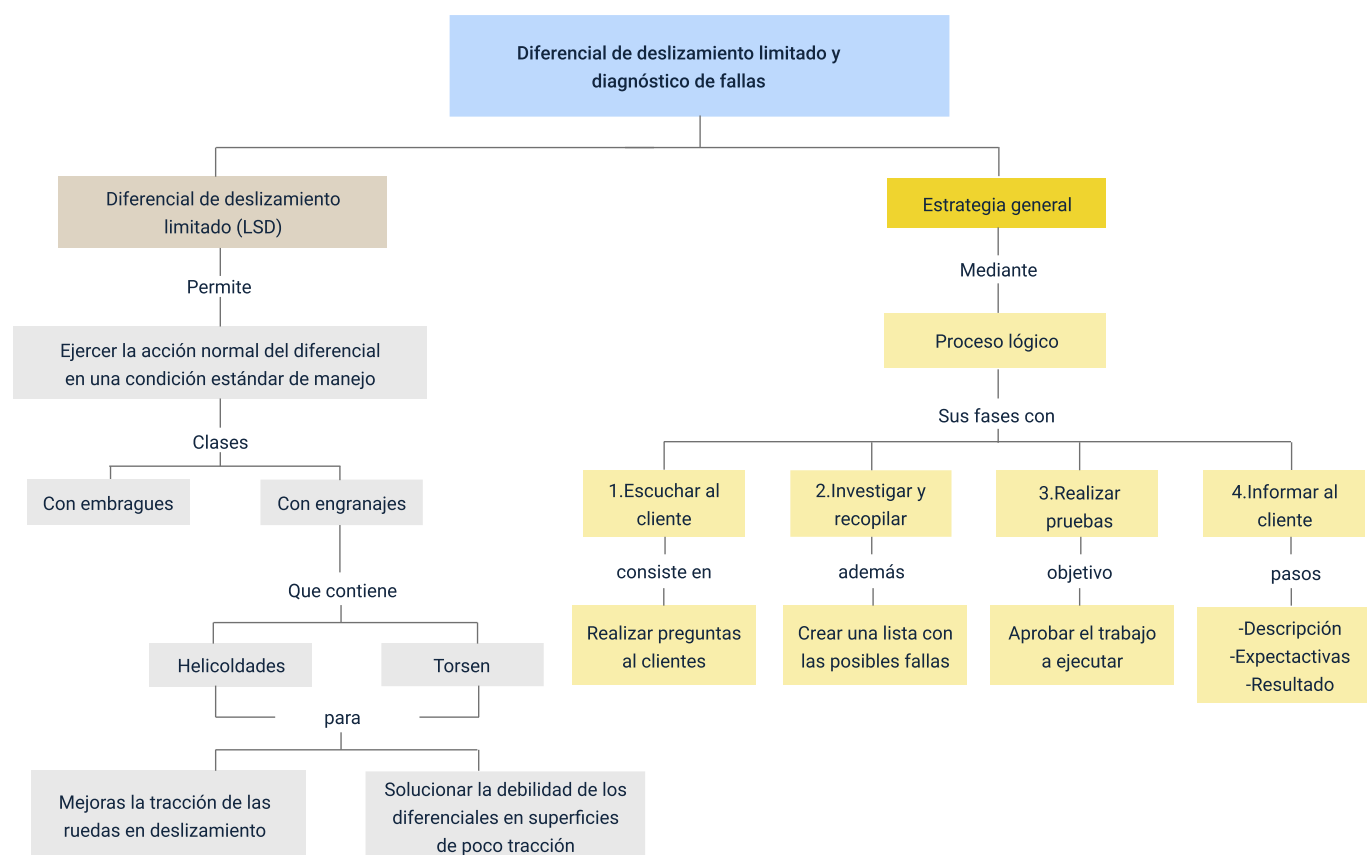 Diferencial de deslizamiento limitado y
diagnóstico de fallas
Diferencial de deslizamiento
limitado (LSD)
Permite
Ejercer la acción normal del diferencial
en una condición estándar de manejo
Clases
Con embragues
Con engranajes
Que contiene
Helicoldades
Torsen
para
Mejoras la tracción de las
ruedas en deslizamiento
Solucionar la debilidad de los
diferenciales en superficies
de poco tracción
Estrategia general
Mediante
Proceso lógico
Sus fases con
1.Escuchar al
cliente
consiste en
Realizar preguntas
al clientes
2.Investigar y
recopilar
además
Crear una lista con
las posibles fallas
3.Realizar
pruebas
objetivo
Aprobar el trabajo
a ejecutar
4.Informar al
cliente
pasos
-Descripción
-Expectactivas
-Resultado